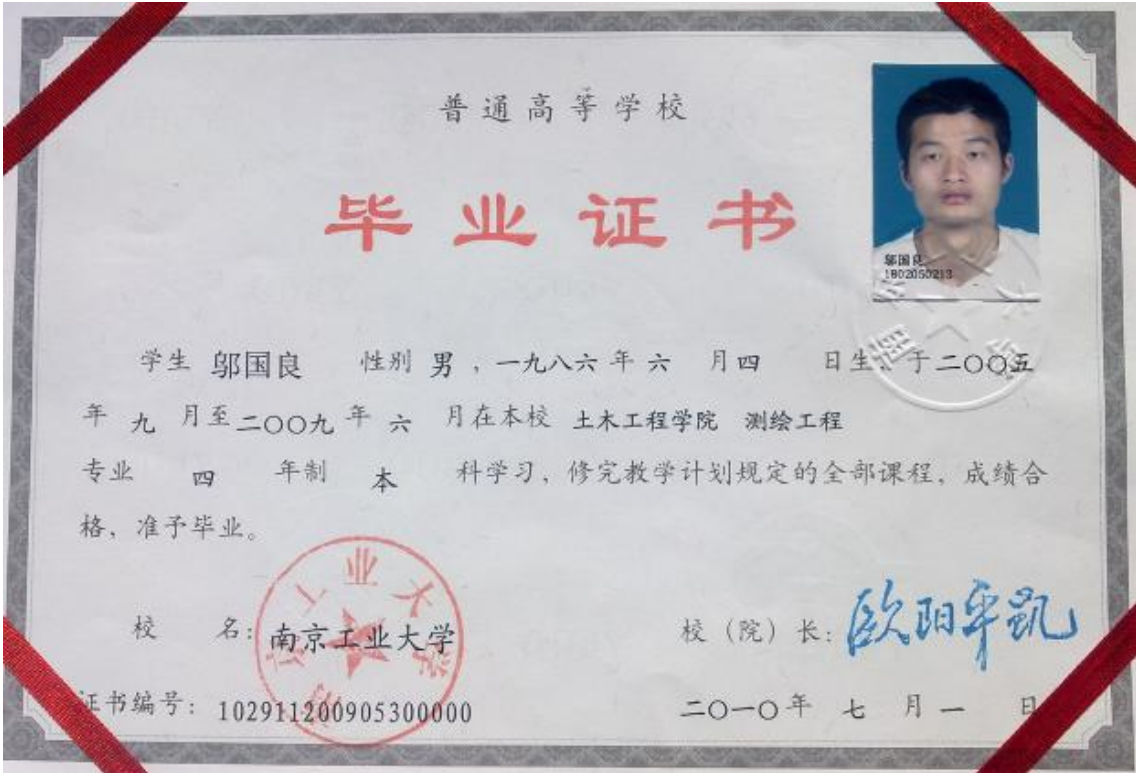 普通高等学校
毕业证书
邬国良
1802050213
学生 邬国良 性别 男 ，一九八六 年 六 月 四 日生，于二〇〇五
年 九 月至二〇〇九 年 六 月在本校 土木工程学院 测绘工程
专业 四 年制 本 科学习，修完教学计划规定的全部课程，成绩合
格，准予毕业。
校 名：南京工业大学
校（院）长：欧阳平凯
证书编号：102911200905300000
二〇一〇年 七 月 一 日